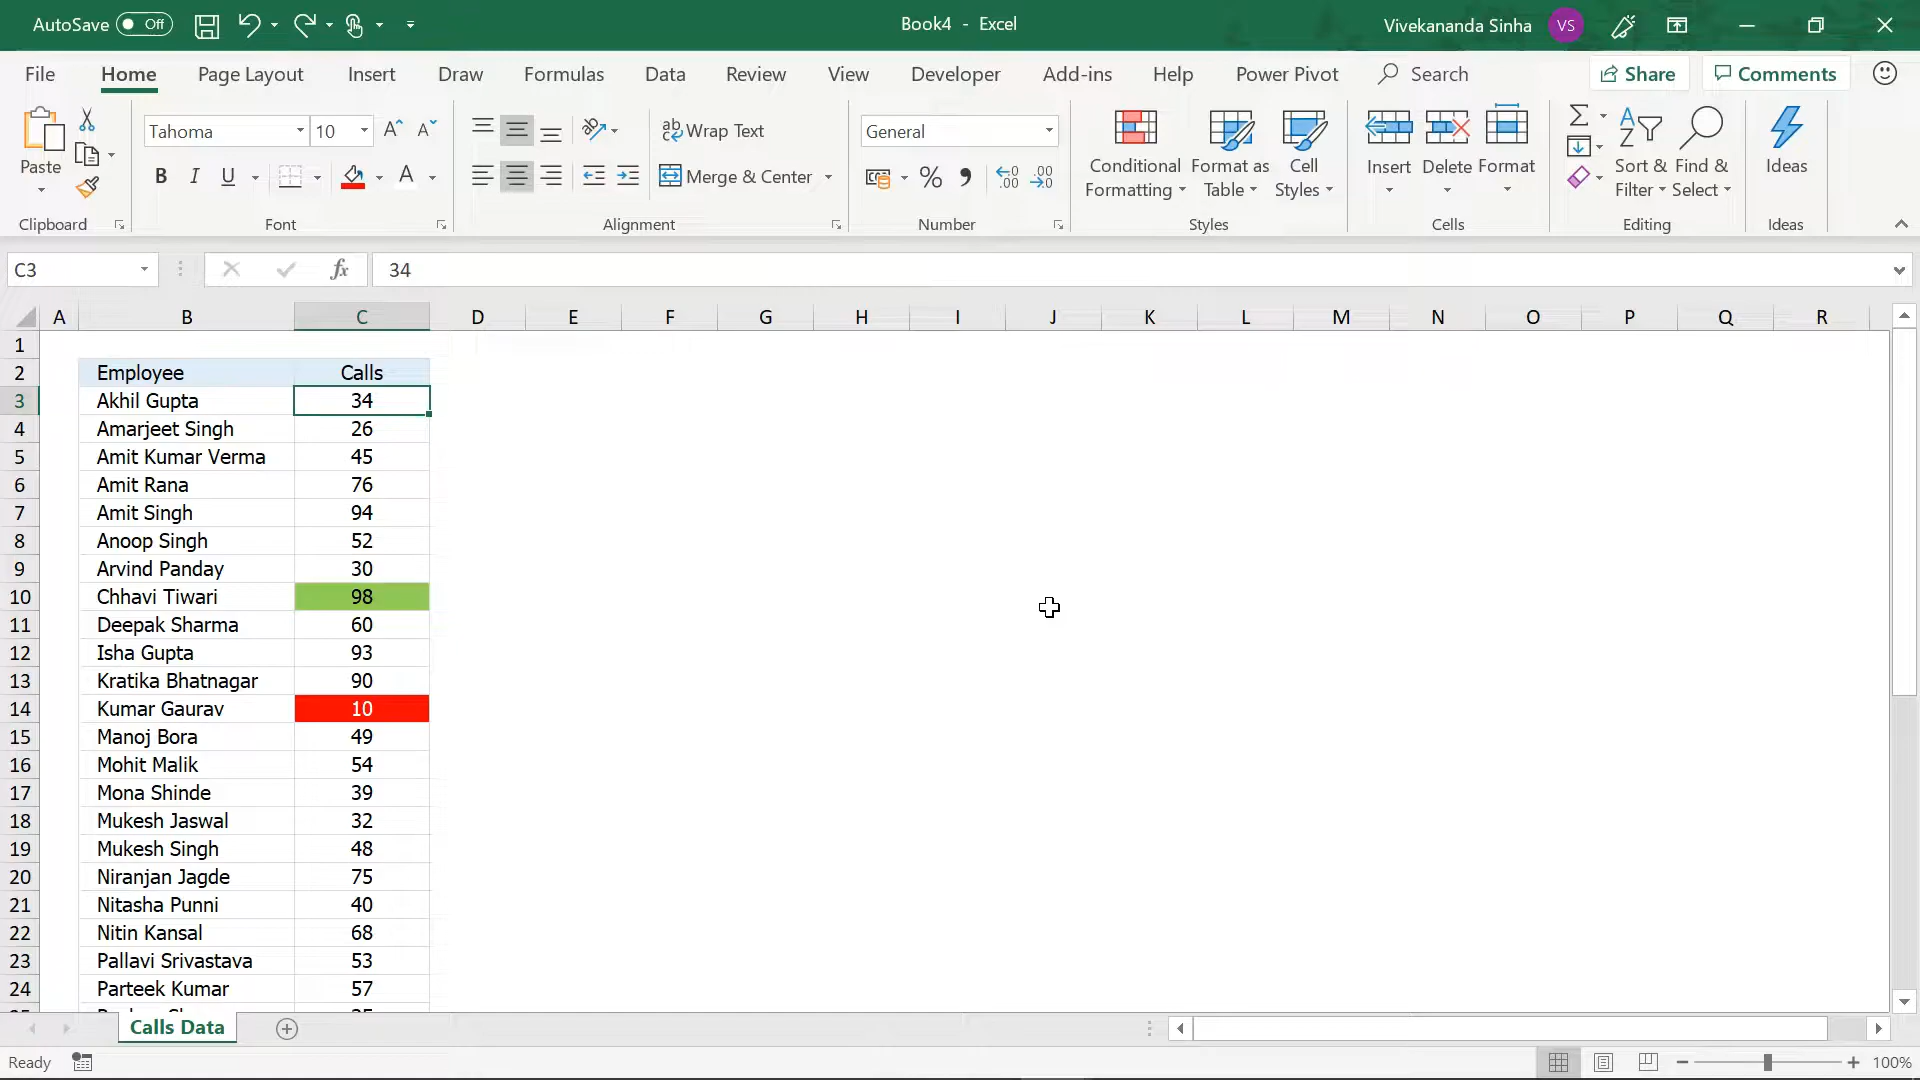 AutoSave Off Book4 - Excel Vivekananda Sinha VS
File Home Page Layout Insert Draw Formulas Data Review View Developer Add-ins Help Power Pivot Search Share Comments
Tahoma 10 Wrap Text General
Paste B I U A Merge & Center % Conditional Formatting Format as Table Cell Styles Insert Delete Format Sort & Filter Find & Select Ideas
Clipboard Font Alignment Number Styles Cells Editing Ideas
C3 fx 34
A B C D E F G H I J K L M N O P Q R
1
2 Employee Calls
3 Akhil Gupta 34
4 Amarjeet Singh 26
5 Amit Kumar Verma 45
6 Amit Rana 76
7 Amit Singh 94
8 Anoop Singh 52
9 Arvind Panday 30
10 Chhavi Tiwari 98
11 Deepak Sharma 60
12 Isha Gupta 93
13 Kratika Bhatnagar 90
14 Kumar Gaurav 10
15 Manoj Bora 49
16 Mohit Malik 54
17 Mona Shinde 39
18 Mukesh Jaswal 32
19 Mukesh Singh 48
20 Niranjan Jagde 75
21 Nitasha Punni 40
22 Nitin Kansal 68
23 Pallavi Srivastava 53
24 Parteek Kumar 57
Calls Data
Ready 100%